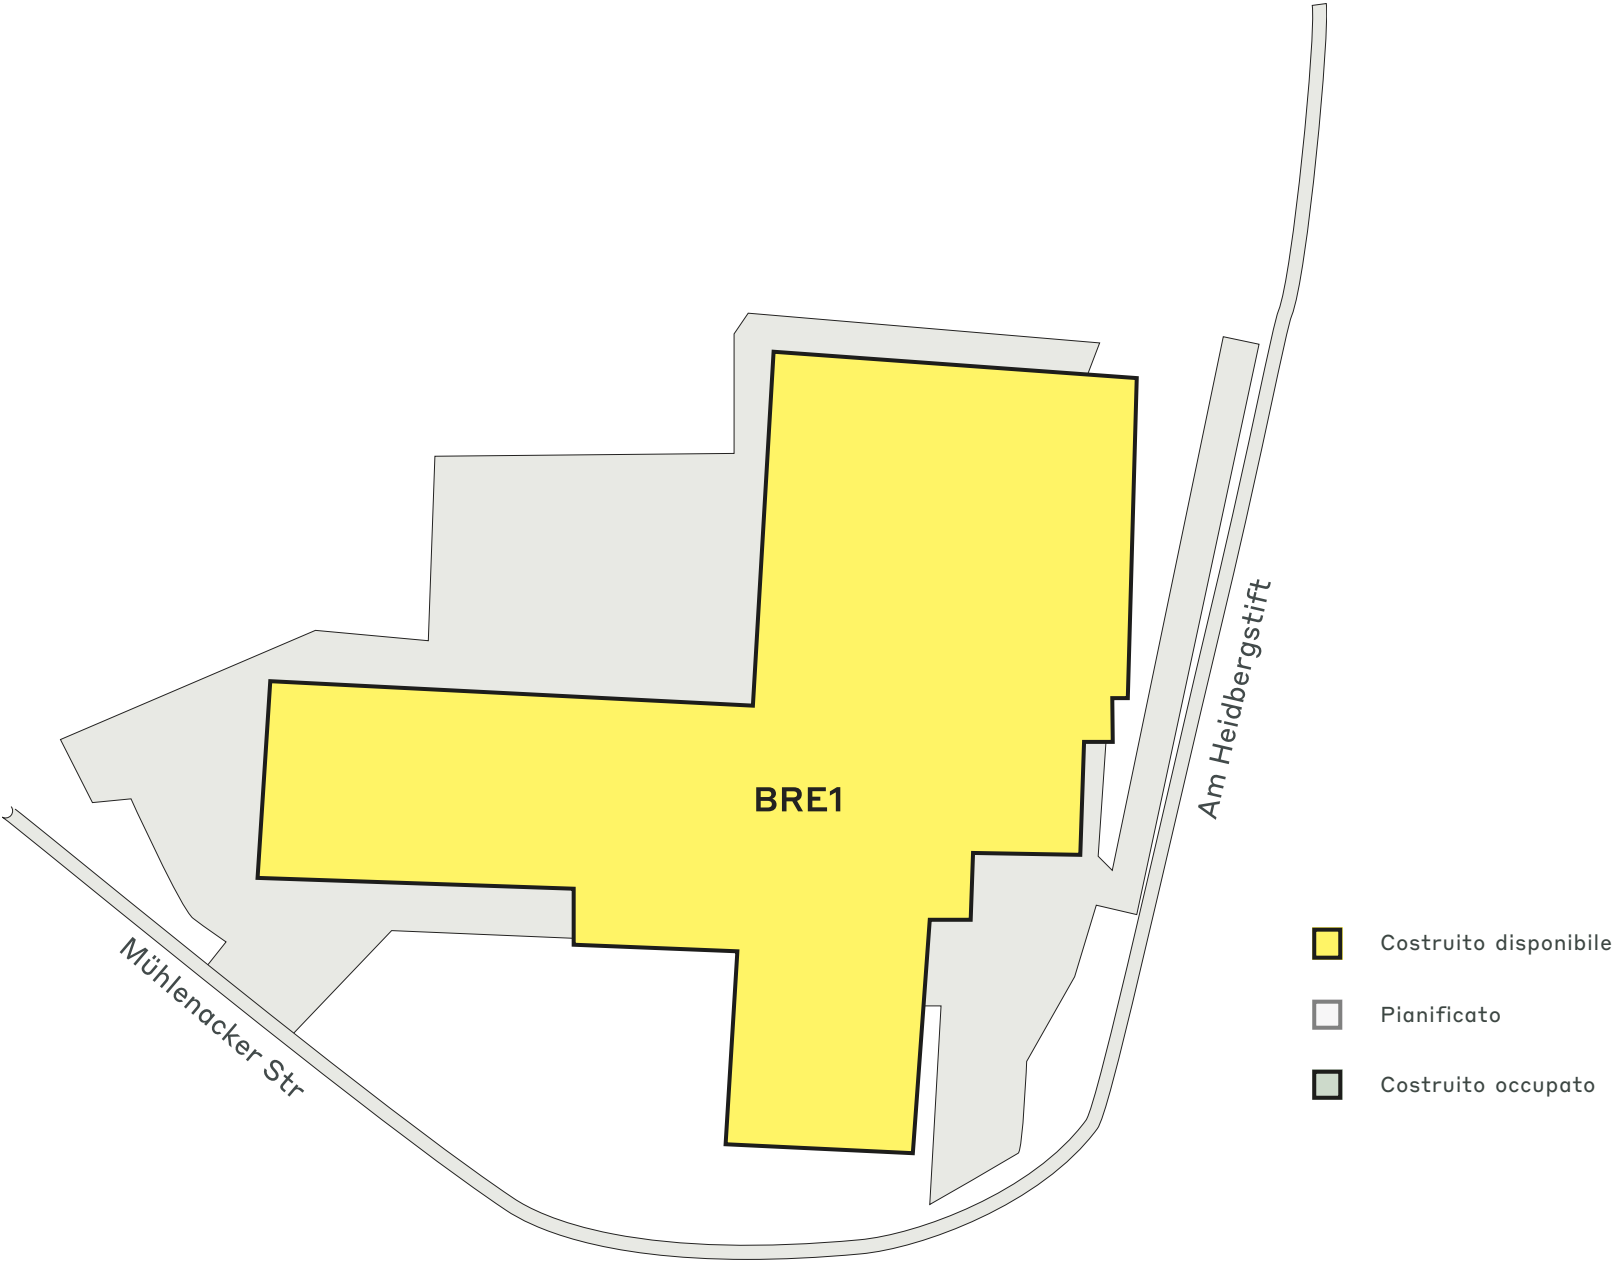 Am Heidbergstift
BRE1
Mühlenacker Str
Costruito disponibile
Pianificato
Costruito occupato